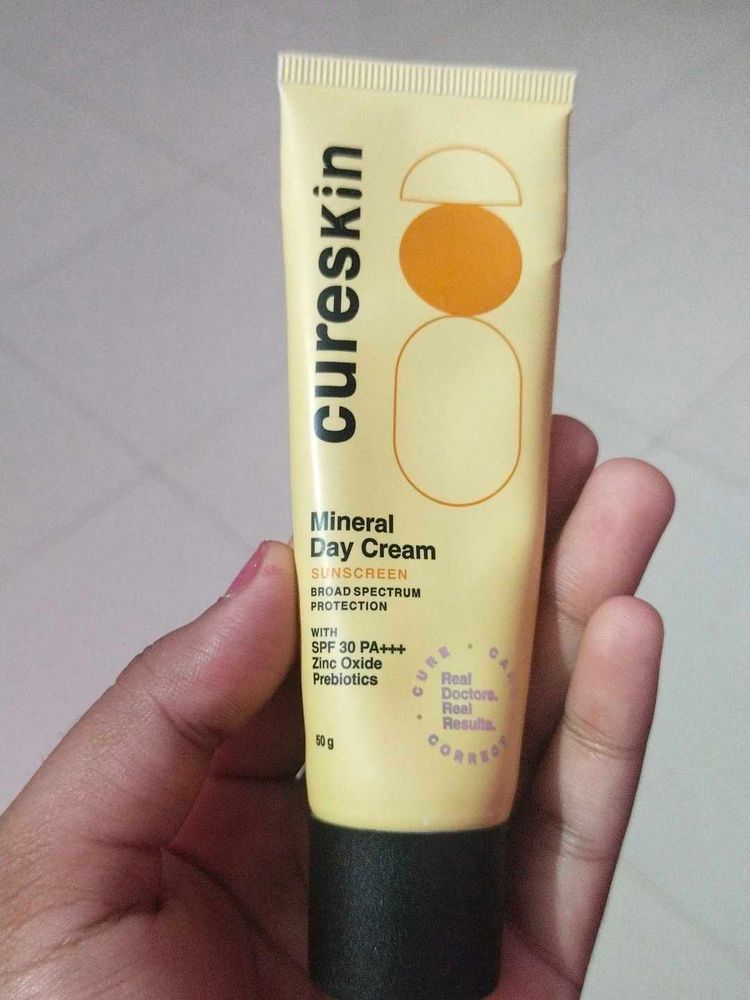 cureskin
Mineral
Day Cream
SUNSCREEN
BROAD SPECTRUM
PROTECTION
WITH
SPF 30 PA+++
Zinc Oxide
Prebiotics
50 g
CURE
Real
Doctors.
Real
Results.